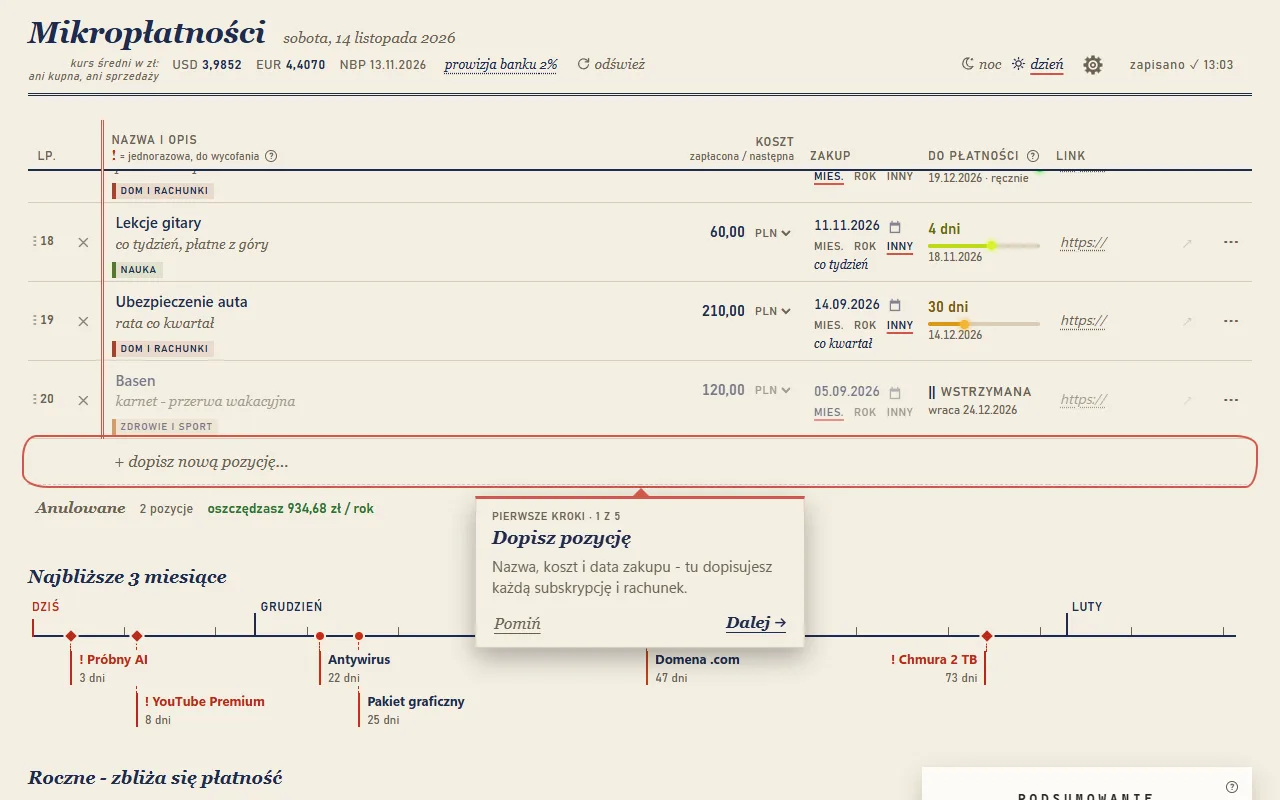 Mikropłatności sobota, 14 listopada 2026
kurs średni w zł:
ani kupna, ani sprzedaży
USD 3,9852 EUR 4,4070 NBP 13.11.2026 prowizja banku 2% odśwież noc dzień zapisano ✓ 13:03
LP. NAZWA I OPIS KOSZT ZAKUP DO PŁATNOŚCI ? LINK
! = jednorazowa, do wycofania ? zapłacona / następna
MIES. ROK INNY 19.12.2026 · ręcznie
DOM I RACHUNKI
18 × Lekcje gitary 60,00 PLN 11.11.2026 4 dni https:// ↗ ···
co tydzień, płatne z góry MIES. ROK INNY 18.11.2026
NAUKA co tydzień
19 × Ubezpieczenie auta 210,00 PLN 14.09.2026 30 dni https:// ↗ ···
rata co kwartał MIES. ROK INNY 14.12.2026
DOM I RACHUNKI co kwartał
20 × Basen 120,00 PLN 05.09.2026 || WSTRZYMANA https:// ↗ ···
karnet - przerwa wakacyjna MIES. ROK INNY wraca 24.12.2026
ZDROWIE I SPORT
+ dopisz nową pozycję...
Anulowane 2 pozycje oszczędzasz 934,68 zł / rok
PIERWSZE KROKI · 1 Z 5
Dopisz pozycję
Nazwa, koszt i data zakupu - tu dopisujesz
każdą subskrypcję i rachunek.
Pomiń Dalej →
Najbliższe 3 miesiące
DZIŚ GRUDZIEŃ LUTY
! Próbny AI
3 dni
! YouTube Premium
8 dni
Antywirus
22 dni
Pakiet graficzny
25 dni
Domena .com
47 dni
! Chmura 2 TB
73 dni
Roczne - zbliża się płatność
?
PODSUMOWANIE